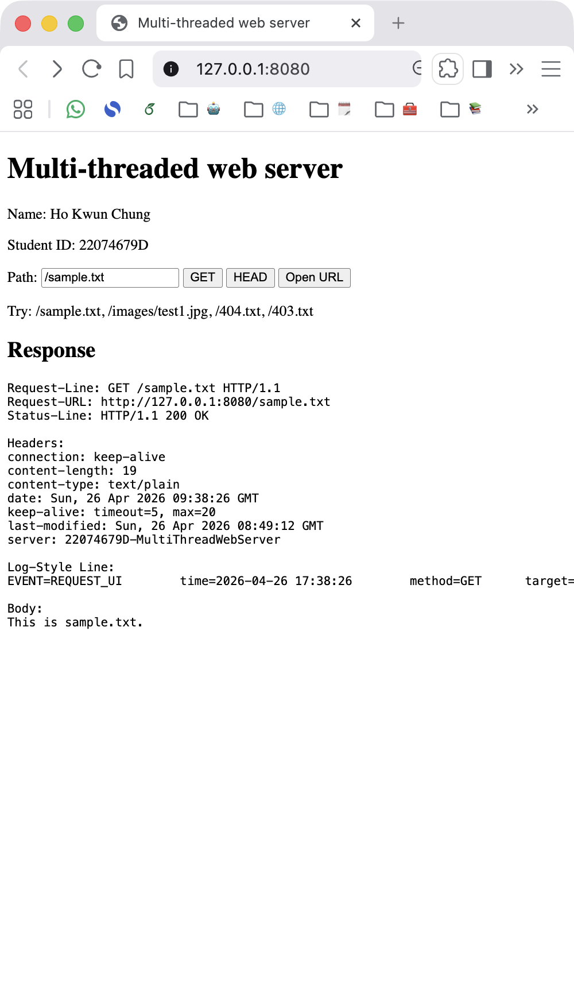 Multi-threaded web server
127.0.0.1:8080
Multi-threaded web server
Name: Ho Kwun Chung
Student ID: 22074679D
Path: /sample.txt GET HEAD Open URL
Try: /sample.txt, /images/test1.jpg, /404.txt, /403.txt
Response
Request-Line: GET /sample.txt HTTP/1.1
Request-URL: http://127.0.0.1:8080/sample.txt
Status-Line: HTTP/1.1 200 OK
Headers:
connection: keep-alive
content-length: 19
content-type: text/plain
date: Sun, 26 Apr 2026 09:38:26 GMT
keep-alive: timeout=5, max=20
last-modified: Sun, 26 Apr 2026 08:49:12 GMT
server: 22074679D-MultiThreadWebServer
Log-Style Line:
EVENT=REQUEST_UI time=2026-04-26 17:38:26 method=GET target=
Body:
This is sample.txt.